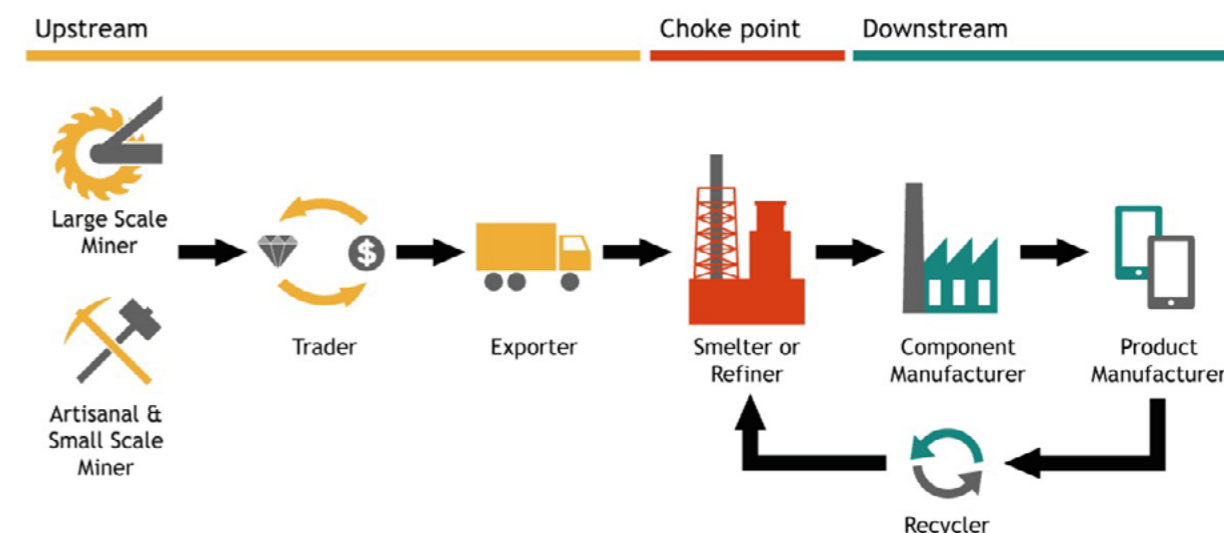 Upstream
Choke point
Downstream
Large Scale
Miner
Artisanal &
Small Scale
Miner
$
Trader
Exporter
Smelter or
Refiner
Component
Manufacturer
Product
Manufacturer
Recycler